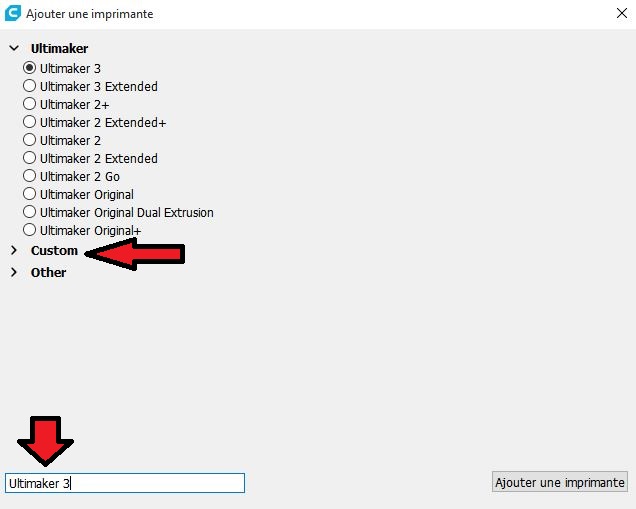 Ajouter une imprimante
Ultimaker
Ultimaker 3
Ultimaker 3 Extended
Ultimaker 2+
Ultimaker 2 Extended+
Ultimaker 2
Ultimaker 2 Extended
Ultimaker 2 Go
Ultimaker Original
Ultimaker Original Dual Extrusion
Ultimaker Original+
Custom
Other
Ultimaker 3
Ajouter une imprimante